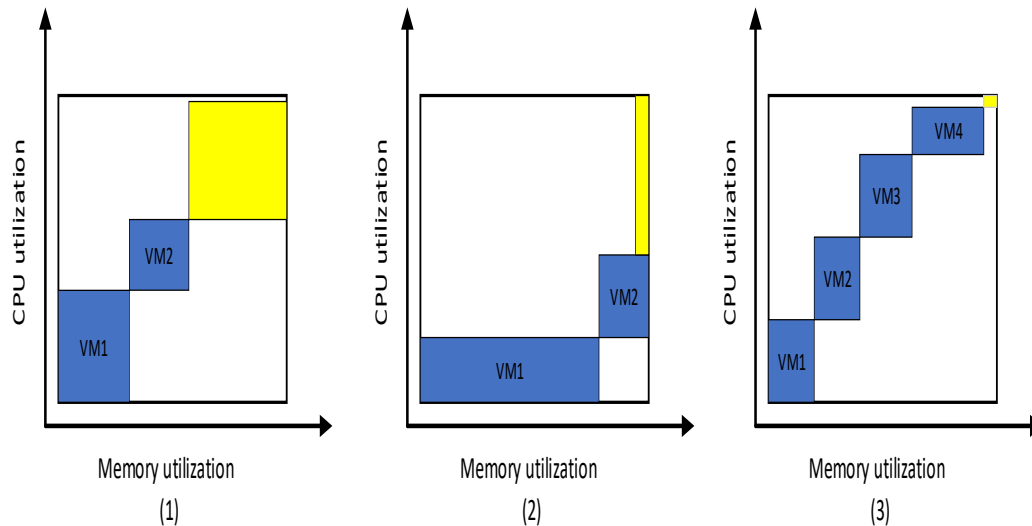 CPU utilization
VM1
VM2
Memory utilization
(1)
CPU utilization
VM1
VM2
Memory utilization
(2)
CPU utilization
VM1
VM2
VM3
VM4
Memory utilization
(3)